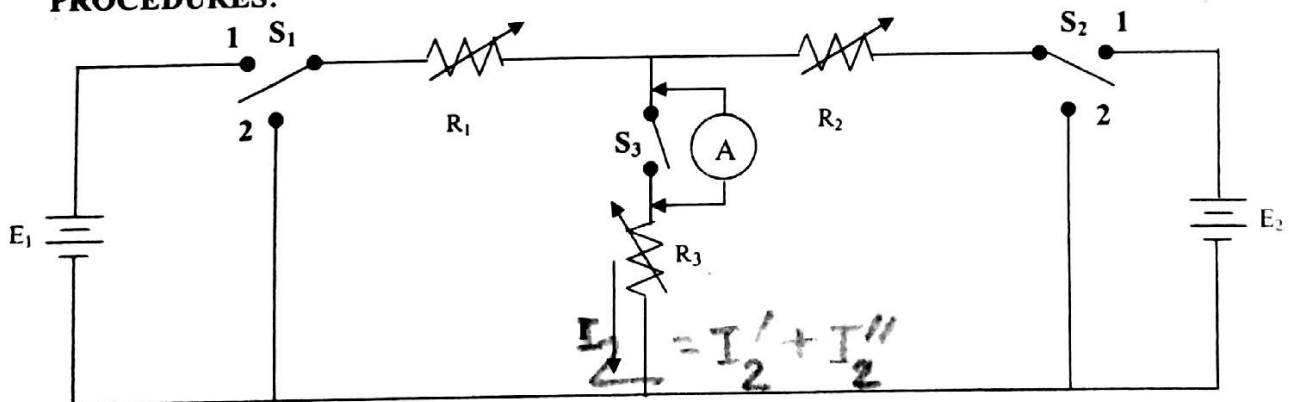 PROCEDURES:
1 S₁ S₂ 1
2 R₁ S₃ A R₂ 2
E₁ R₃ E₂
I₂ = I₂′ + I₂″